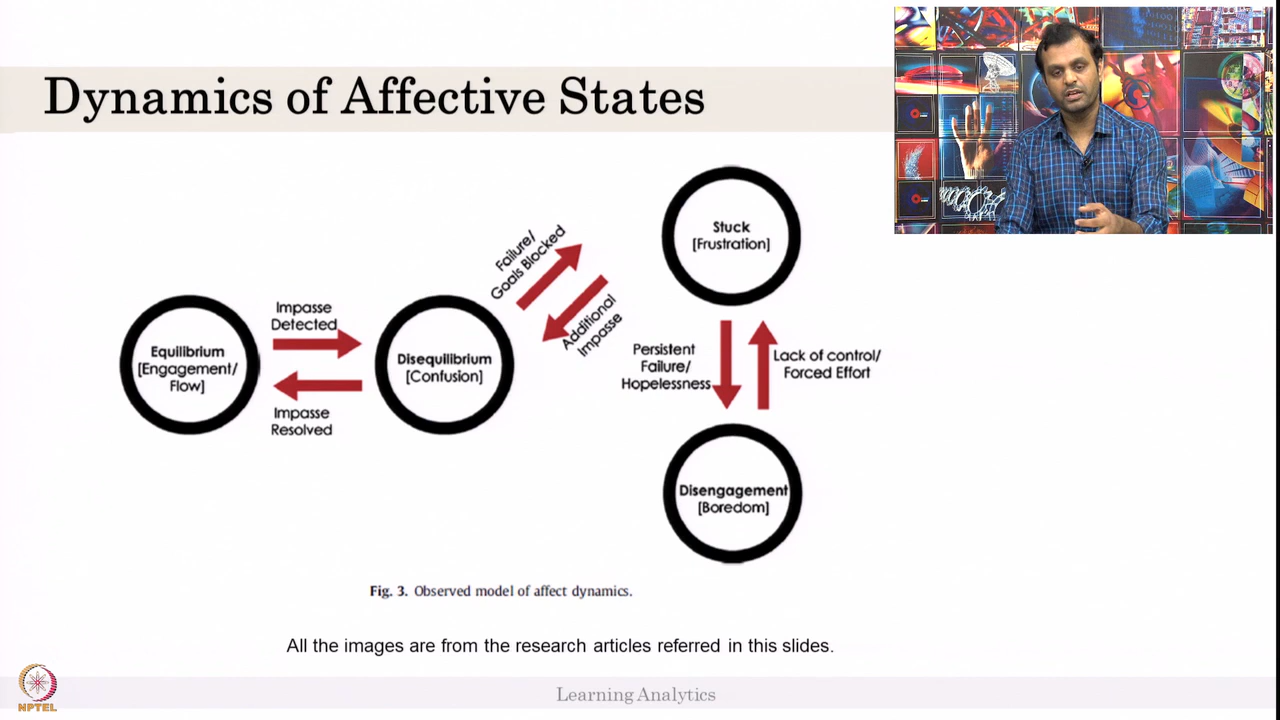 Dynamics of Affective States
Stuck
[Frustration]
Failure/
Goals Blocked
Additional
Impasse
Impasse
Detected
Equilibrium
[Engagement/
Flow]
Disequilibrium
[Confusion]
Impasse
Resolved
Persistent
Failure/
Hopelessness
Lack of control/
Forced Effort
Disengagement
[Boredom]
Fig. 3. Observed model of affect dynamics.
All the images are from the research articles referred in this slides.
NPTEL
Learning Analytics